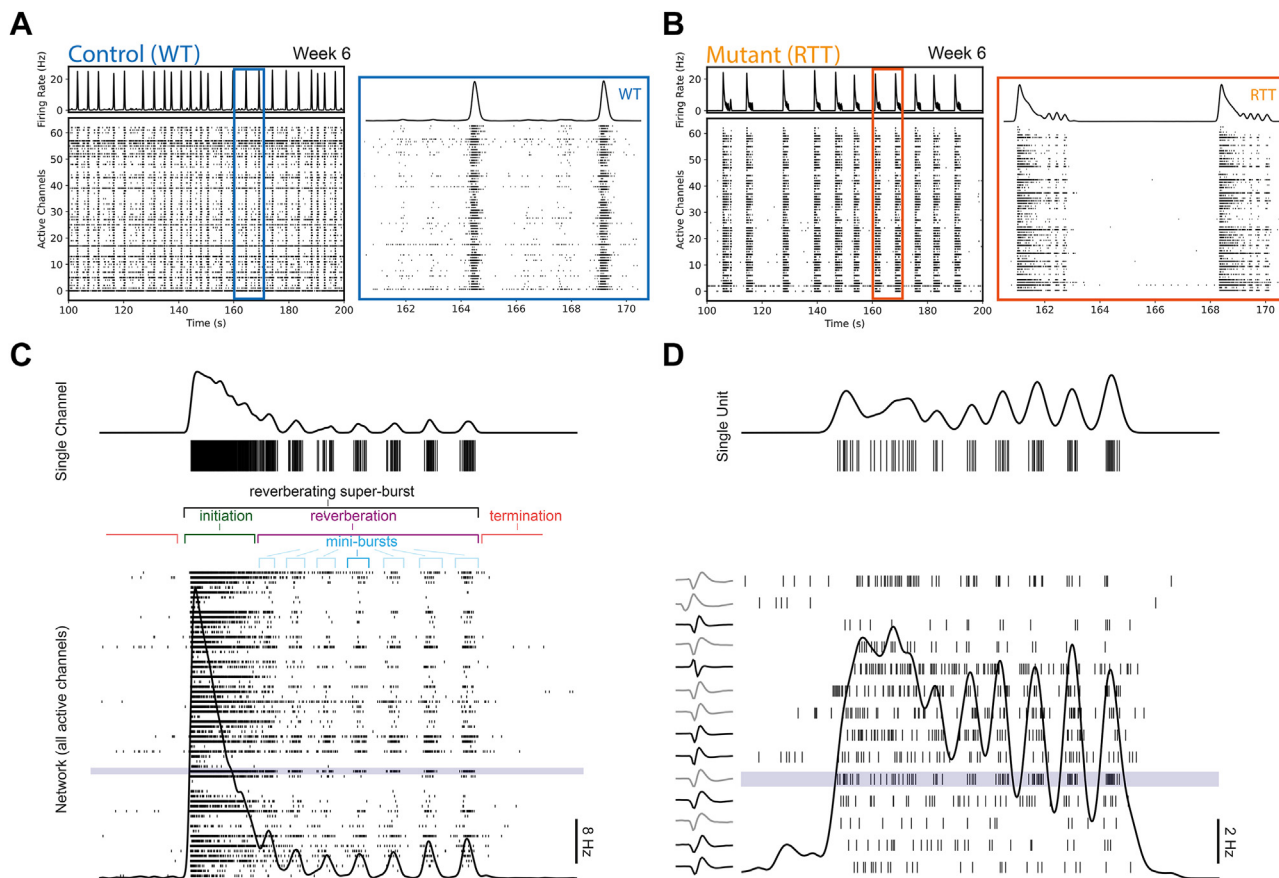 A
Control (WT)
Week 6
Firing Rate (Hz)
20
0
WT
Active Channels
60
50
40
30
20
10
0
100 120 140 160 180 200
Time (s)
162 164 166 168 170
B
Mutant (RTT)
Week 6
Firing Rate (Hz)
20
0
RTT
Active Channels
60
50
40
30
20
10
0
100 120 140 160 180 200
Time (s)
162 164 166 168 170
C
Single Channel
reverberating super-burst
initiation reverberation termination
mini-bursts
Network (all active channels)
8 Hz
D
Single Unit
2 Hz